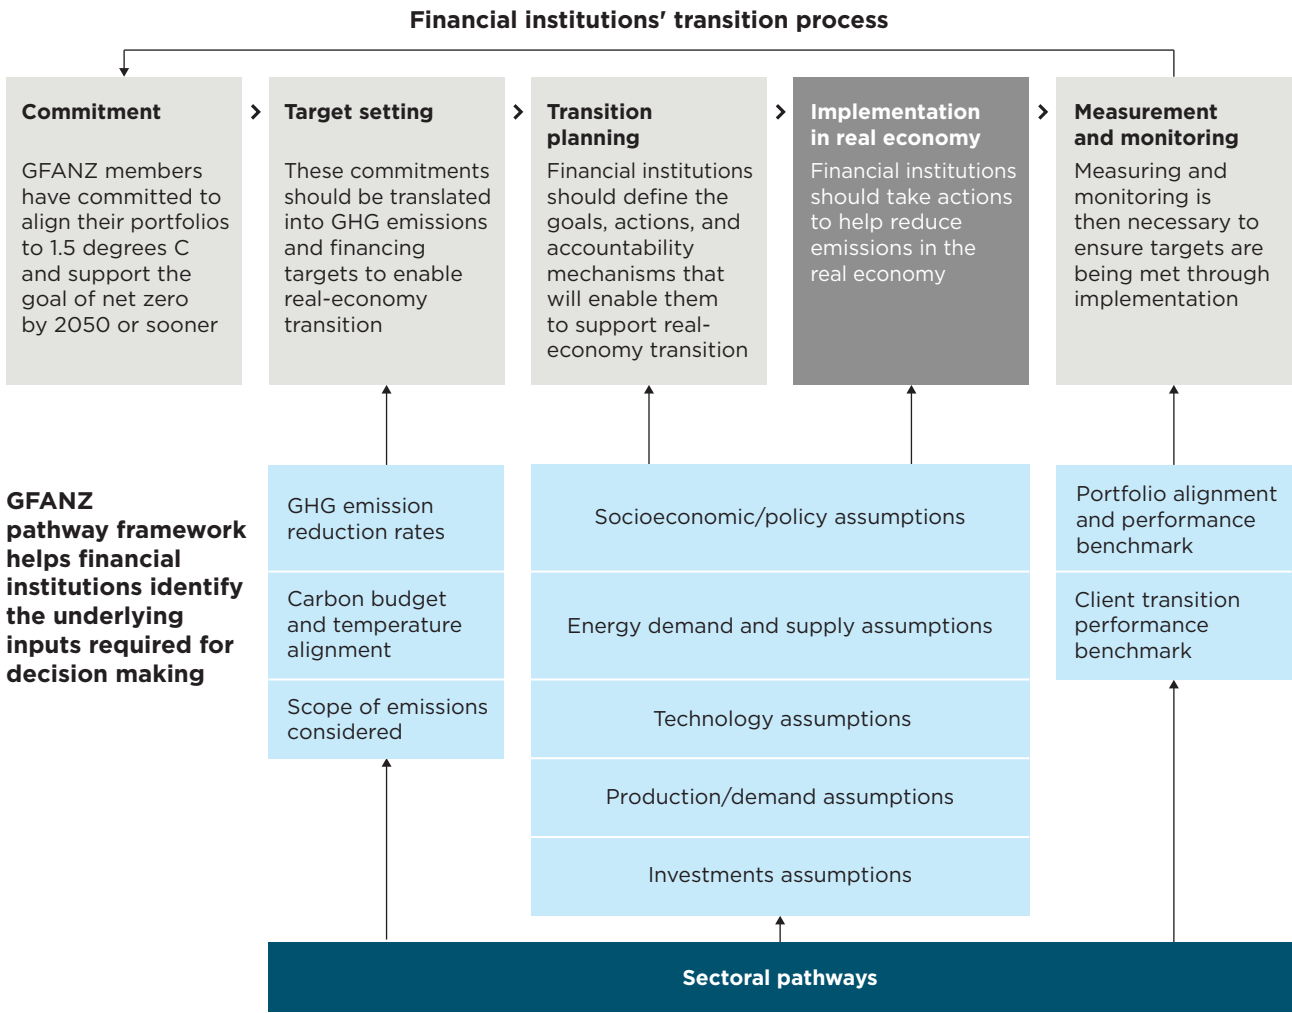 Financial institutions' transition process
Commitment
GFANZ members
have committed to
align their portfolios
to 1.5 degrees C
and support the
goal of net zero
by 2050 or sooner
Target setting
These commitments
should be translated
into GHG emissions
and financing
targets to enable
real-economy
transition
Transition
planning
Financial institutions
should define the
goals, actions, and
accountability
mechanisms that
will enable them
to support real-
economy transition
Implementation
in real economy
Financial institutions
should take actions
to help reduce
emissions in the
real economy
Measurement
and monitoring
Measuring and
monitoring is
then necessary to
ensure targets are
being met through
implementation
GFANZ
pathway framework
helps financial
institutions identify
the underlying
inputs required for
decision making
GHG emission
reduction rates
Carbon budget
and temperature
alignment
Scope of emissions
considered
Socioeconomic/policy assumptions
Energy demand and supply assumptions
Technology assumptions
Production/demand assumptions
Investments assumptions
Portfolio alignment
and performance
benchmark
Client transition
performance
benchmark
Sectoral pathways